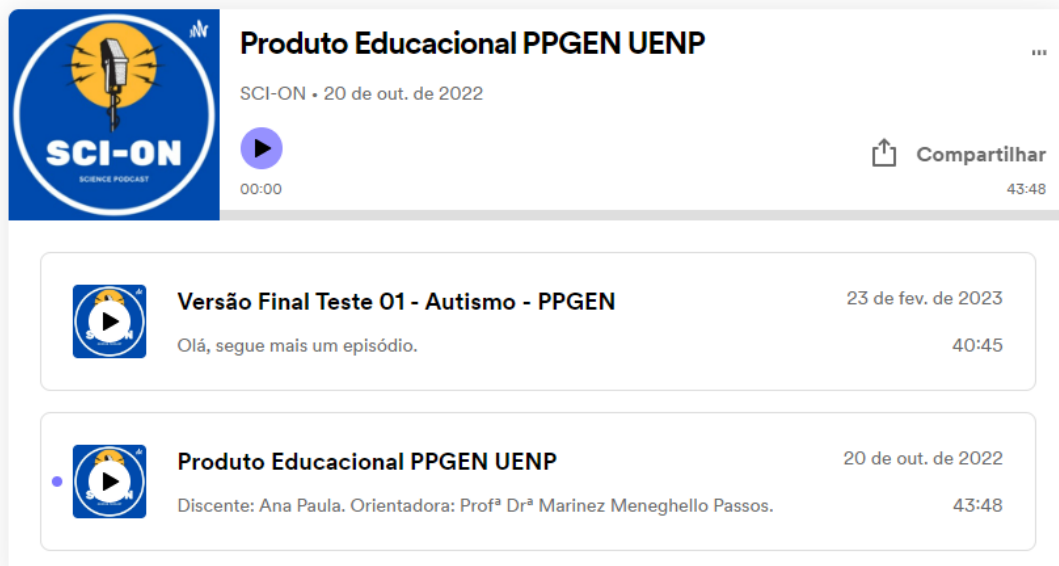 SCI-ON
SCIENCE PODCAST
Produto Educacional PPGEN UENP
...
SCI-ON • 20 de out. de 2022
00:00
Compartilhar
43:48
Versão Final Teste 01 - Autismo - PPGEN
23 de fev. de 2023
Olá, segue mais um episódio.
40:45
Produto Educacional PPGEN UENP
20 de out. de 2022
Discente: Ana Paula. Orientadora: Profª Drª Marinez Meneghello Passos.
43:48